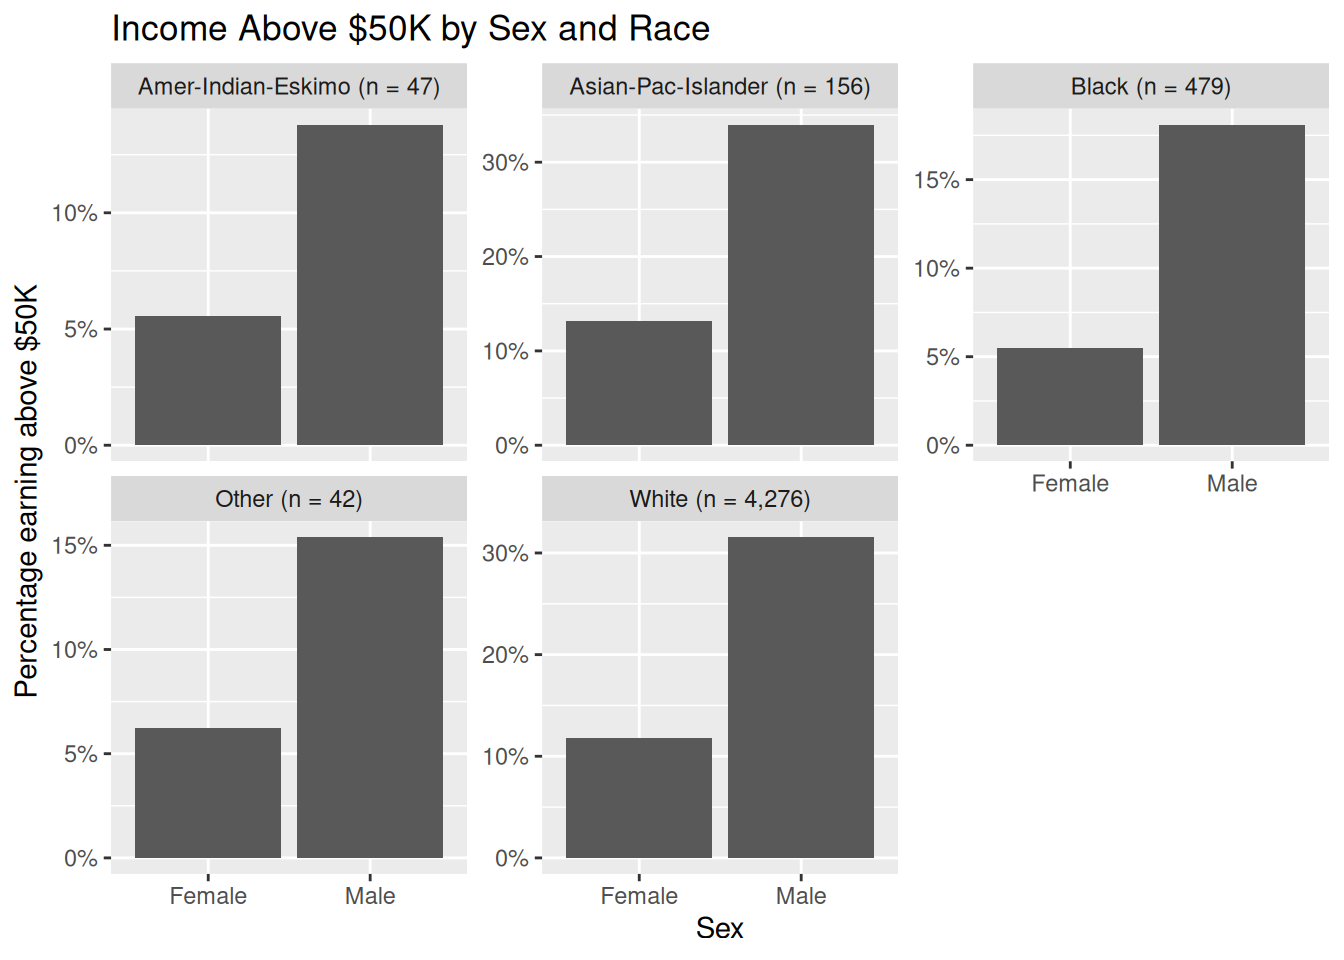 Income Above $50K by Sex and Race
Amer-Indian-Eskimo (n = 47)
Asian-Pac-Islander (n = 156)
Black (n = 479)
10%
5%
0%
30%
20%
10%
0%
15%
10%
5%
0%
Female
Male
Other (n = 42)
White (n = 4,276)
15%
10%
5%
0%
30%
20%
10%
0%
Female
Male
Female
Male
Sex
Percentage earning above $50K